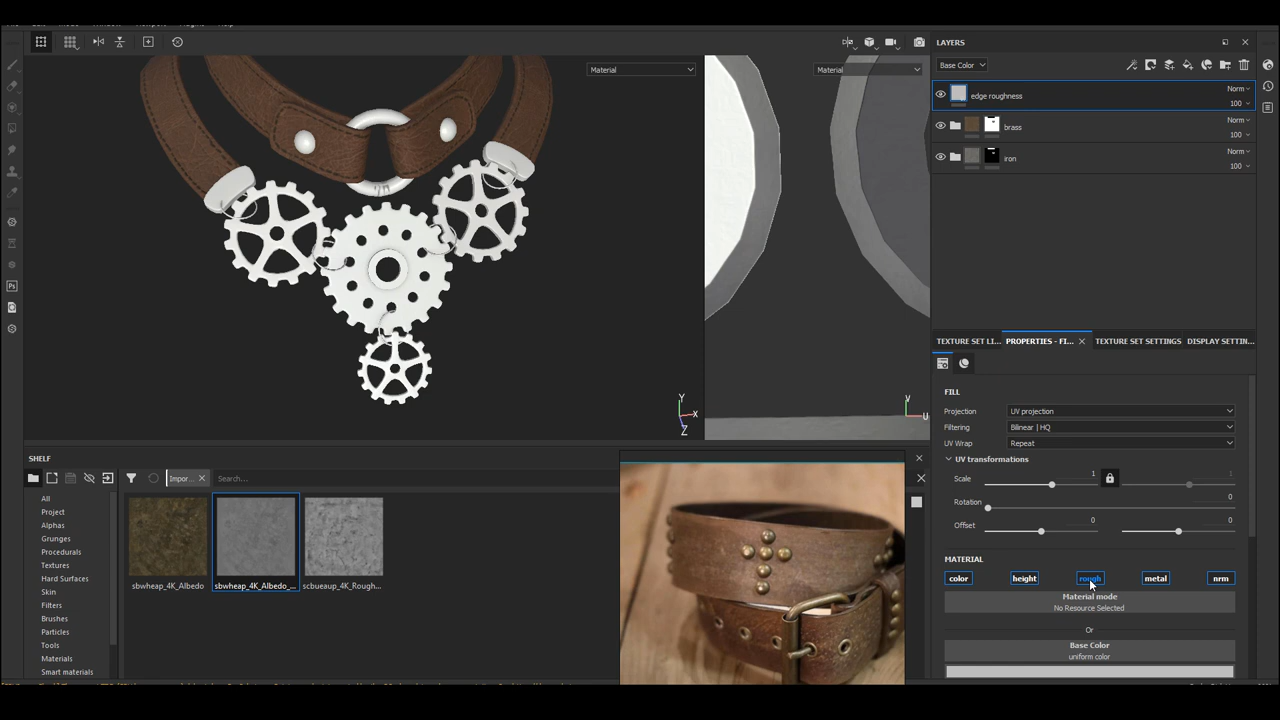 LAYERS
Material
Material
Base Color
edge roughness
Norm
100
brass
Norm
100
iron
Norm
100
TEXTURE SET LI...
PROPERTIES - FI...
TEXTURE SET SETTINGS
DISPLAY SETTIN...
FILL
Projection
UV projection
Filtering
Bilinear | HQ
UV Wrap
Repeat
UV transformations
Scale
1
1
Rotation
0
Offset
0
0
MATERIAL
color
height
rough
metal
nrm
Material mode
No Resource Selected
Or
Base Color
uniform color
SHELF
Impor...
Search...
All
Project
Alphas
Grunges
Procedurals
Textures
Hard Surfaces
Skin
Filters
Brushes
Particles
Tools
Materials
Smart materials
sbwheap_4K_Albedo
sbwheap_4K_Albedo_...
scbueaup_4K_Rough...
Y
X
Z
V
U